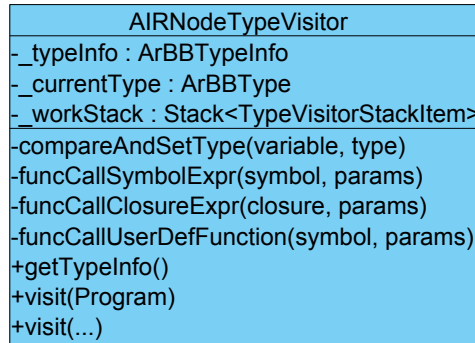 AIRNodeTypeVisitor
-_typeInfo : ArBBTypeInfo
-_currentType : ArBBType
-_workStack : Stack<TypeVisitorStackItem>
-compareAndSetType(variable, type)
-funcCallSymbolExpr(symbol, params)
-funcCallClosureExpr(closure, params)
-funcCallUserDefFunction(symbol, params)
+getTypeInfo()
+visit(Program)
+visit(...)